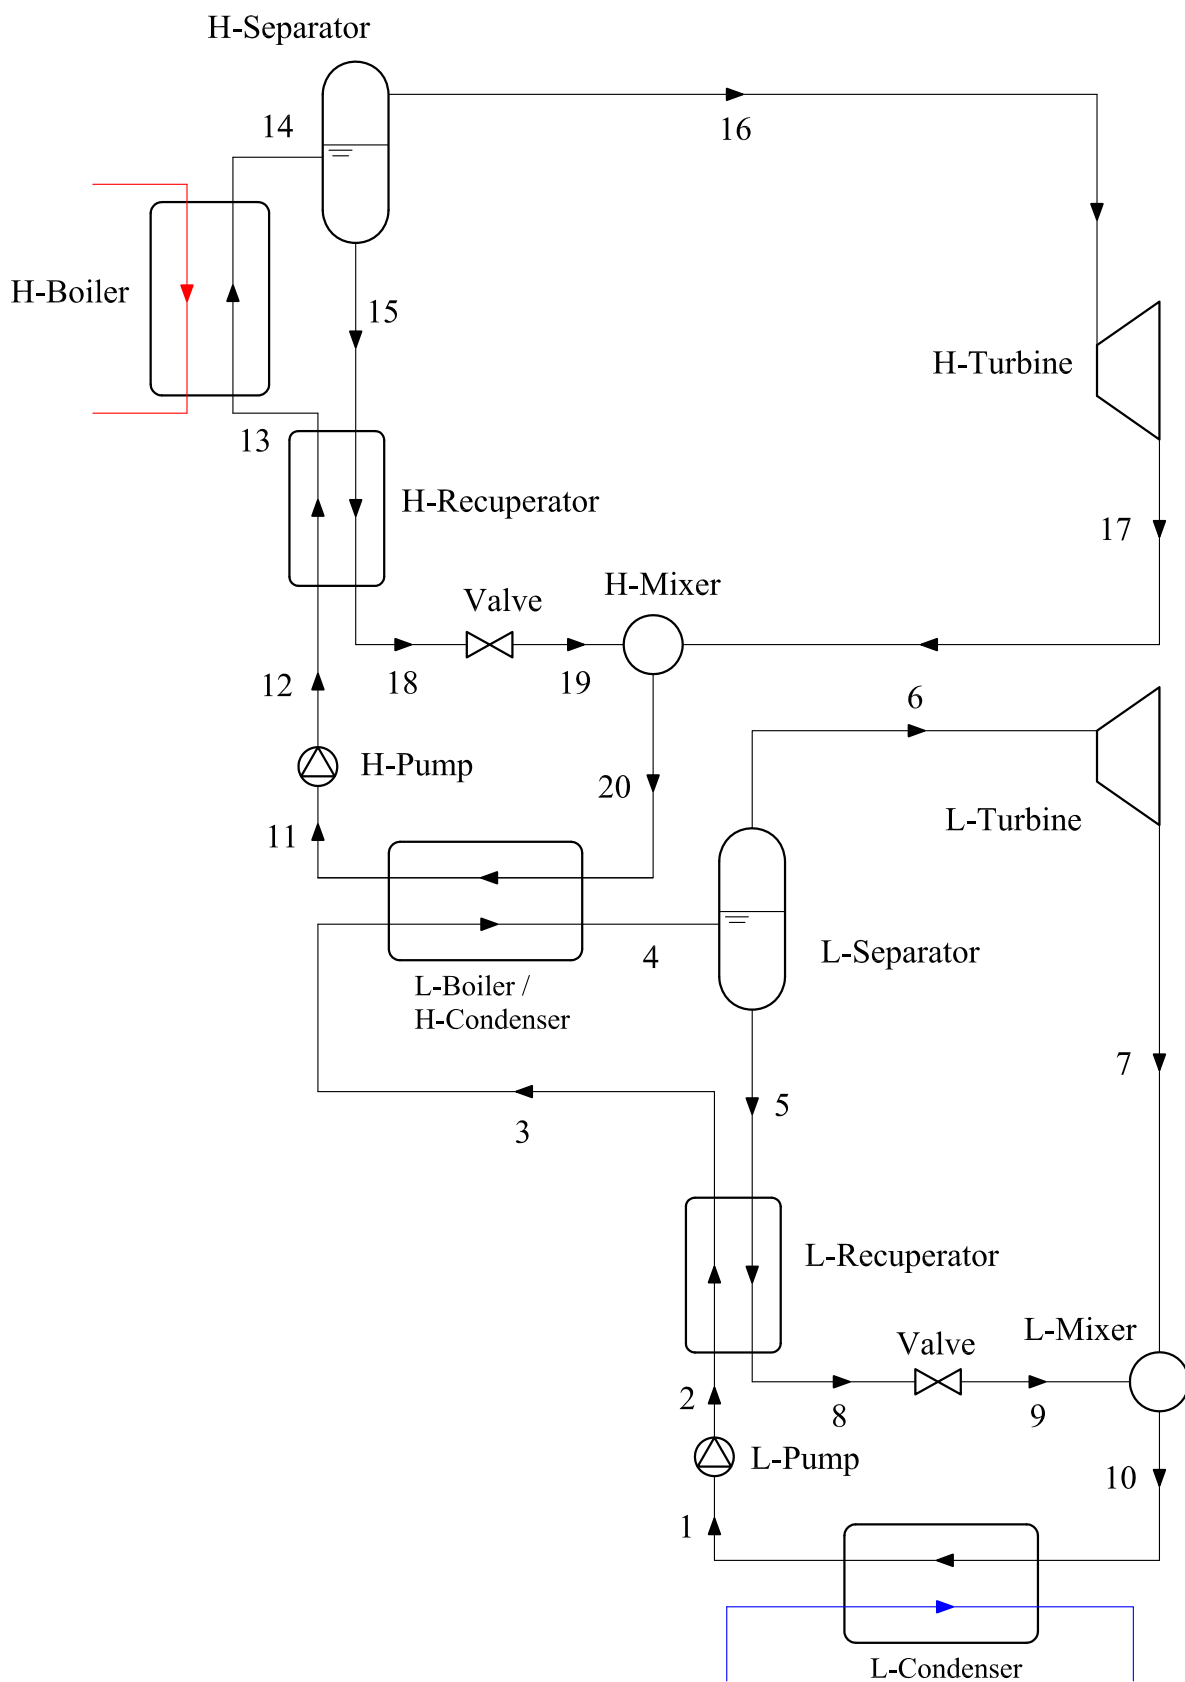 H-Separator
14
16
H-Boiler
15
H-Turbine
13
H-Recuperator
17
Valve
H-Mixer
12
18
19
6
H-Pump
20
L-Turbine
11
4
L-Separator
L-Boiler /
H-Condenser
7
5
3
L-Recuperator
L-Mixer
Valve
2
8
9
L-Pump
10
1
L-Condenser